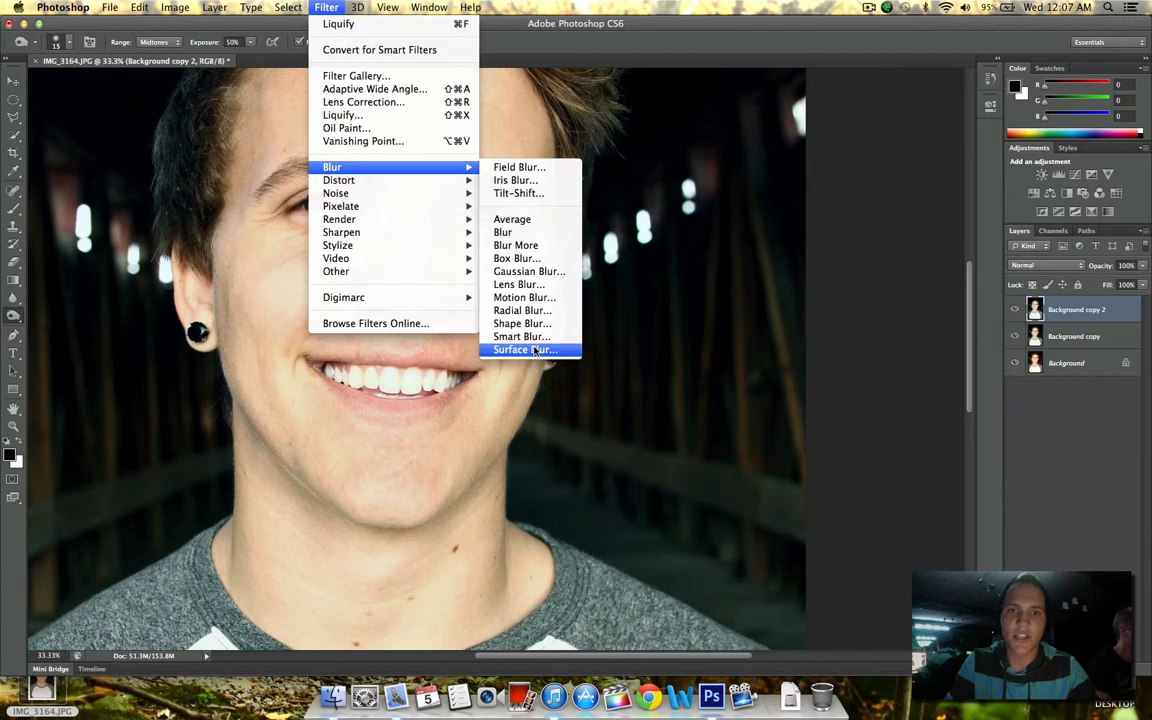 Photoshop File Edit Image Layer Type Select Filter 3D View Window Help 95% Wed 12:07 AM
Adobe Photoshop CS6
15 Range: Midtones Exposure: 50% Essentials
IMG_3164.JPG @ 33.3% (Background copy 2, RGB/8) *
Liquify ⌘F
Convert for Smart Filters
Filter Gallery...
Adaptive Wide Angle... ⇧⌘A
Lens Correction... ⇧⌘R
Liquify... ⇧⌘X
Oil Paint...
Vanishing Point... ⌥⌘V
Blur
Distort
Noise
Pixelate
Render
Sharpen
Stylize
Video
Other
Digimarc
Browse Filters Online...
Field Blur...
Iris Blur...
Tilt-Shift...
Average
Blur
Blur More
Box Blur...
Gaussian Blur...
Lens Blur...
Motion Blur...
Radial Blur...
Shape Blur...
Smart Blur...
Surface Blur...
Color Swatches
R 0
G 0
B 0
Adjustments Styles
Add an adjustment
Layers Channels Paths
Kind
Normal Opacity: 100%
Lock: Fill: 100%
Background copy 2
Background copy
Background
33.33% Doc: 51.3M/153.8M
Mini Bridge Timeline
IMG_3164.JPG
DESKTOP